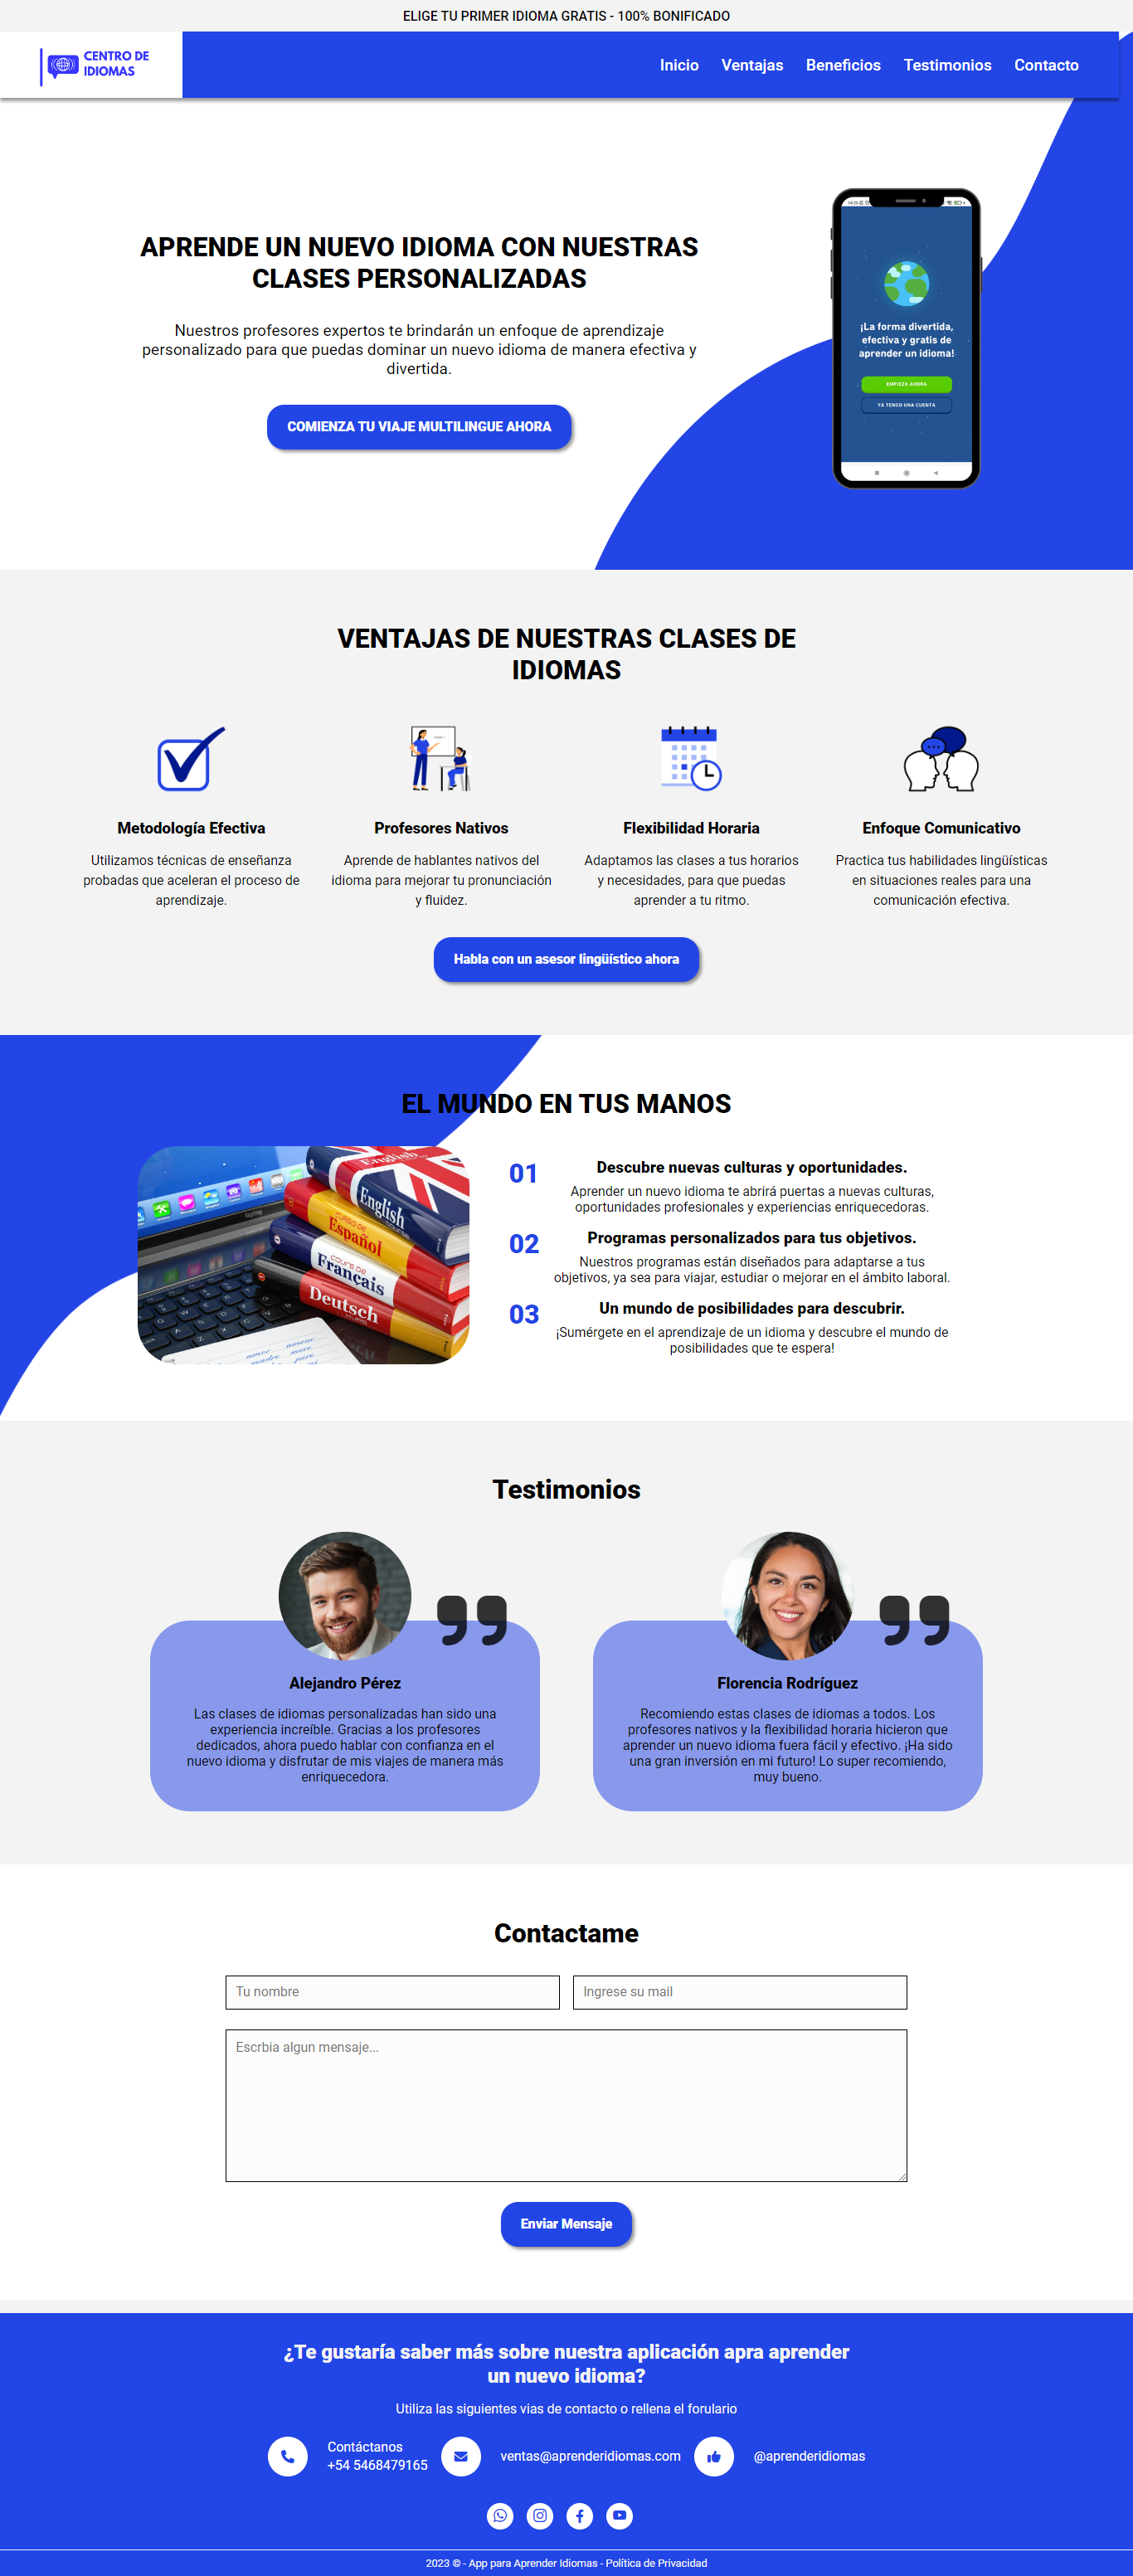 ELIGE TU PRIMER IDIOMA GRATIS - 100% BONIFICADO
CENTRO DE
IDIOMAS
Inicio
Ventajas
Beneficios
Testimonios
Contacto
APRENDE UN NUEVO IDIOMA CON NUESTRAS
CLASES PERSONALIZADAS
Nuestros profesores expertos te brindarán un enfoque de aprendizaje
personalizado para que puedas dominar un nuevo idioma de manera efectiva y
divertida.
COMIENZA TU VIAJE MULTILINGUE AHORA
¡La forma divertida,
efectiva y gratis de
aprender un idioma!
EMPIEZA AHORA
YA TENGO UNA CUENTA
VENTAJAS DE NUESTRAS CLASES DE
IDIOMAS
Metodología Efectiva
Utilizamos técnicas de enseñanza
probadas que aceleran el proceso de
aprendizaje.
Profesores Nativos
Aprende de hablantes nativos del
idioma para mejorar tu pronunciación
y fluidez.
Flexibilidad Horaria
Adaptamos las clases a tus horarios
y necesidades, para que puedas
aprender a tu ritmo.
Enfoque Comunicativo
Practica tus habilidades lingüísticas
en situaciones reales para una
comunicación efectiva.
Habla con un asesor lingüístico ahora
EL MUNDO EN TUS MANOS
English
English
CURSO DE
Español
COURS DE
Français
Deutsch
amour
amor
madre
01
Descubre nuevas culturas y oportunidades.
Aprender un nuevo idioma te abrirá puertas a nuevas culturas,
oportunidades profesionales y experiencias enriquecedoras.
02
Programas personalizados para tus objetivos.
Nuestros programas están diseñados para adaptarse a tus
objetivos, ya sea para viajar, estudiar o mejorar en el ámbito laboral.
03
Un mundo de posibilidades para descubrir.
¡Sumérgete en el aprendizaje de un idioma y descubre el mundo de
posibilidades que te espera!
Testimonios
Alejandro Pérez
Las clases de idiomas personalizadas han sido una
experiencia increíble. Gracias a los profesores
dedicados, ahora puedo hablar con confianza en el
nuevo idioma y disfrutar de mis viajes de manera más
enriquecedora.
Florencia Rodríguez
Recomiendo estas clases de idiomas a todos. Los
profesores nativos y la flexibilidad horaria hicieron que
aprender un nuevo idioma fuera fácil y efectivo. ¡Ha sido
una gran inversión en mi futuro! Lo super recomiendo,
muy bueno.
Contactame
Tu nombre
Ingrese su mail
Escrbia algun mensaje...
Enviar Mensaje
¿Te gustaría saber más sobre nuestra aplicación apra aprender
un nuevo idioma?
Utiliza las siguientes vias de contacto o rellena el forulario
Contáctanos
+54 5468479165
ventas@aprenderidiomas.com
@aprenderidiomas
2023 © - App para Aprender Idiomas - Política de Privacidad